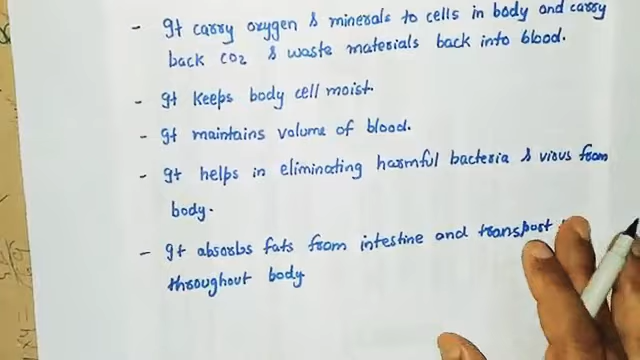 - It carry oxygen & minerals to cells in body and carry
back CO2 & waste materials back into blood.
- It keeps body cell moist.
- It maintains volume of blood.
- It helps in eliminating harmful bacteria & virus from
body.
- It absorbs fats from intestine and transport
throughout body